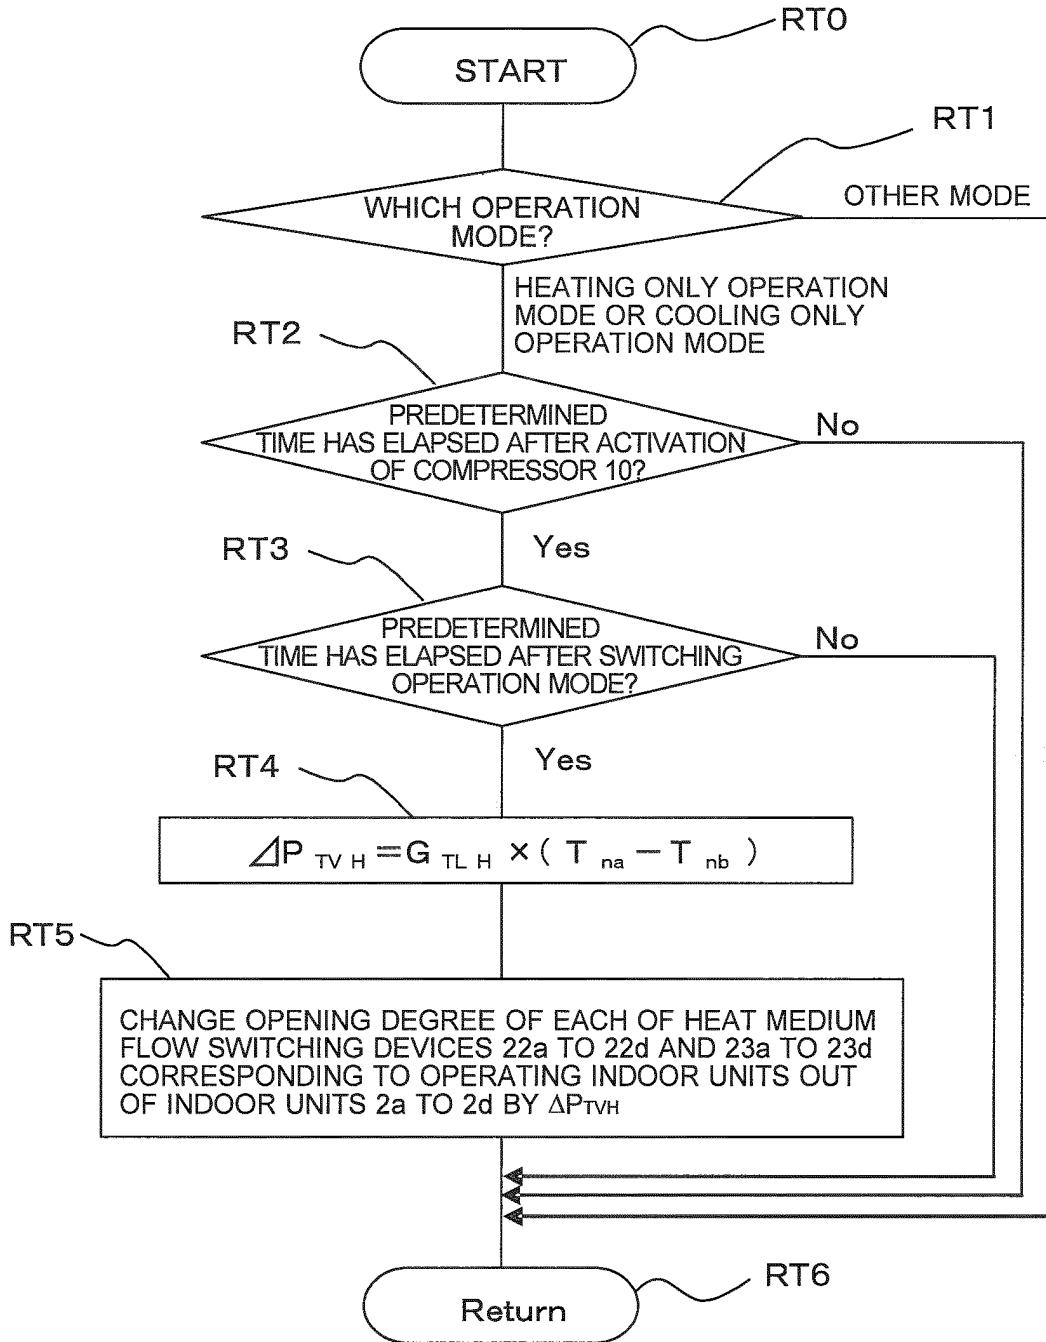 RT0
START
RT1
WHICH OPERATION
MODE?
OTHER MODE
HEATING ONLY OPERATION
MODE OR COOLING ONLY
OPERATION MODE
RT2
PREDETERMINED
TIME HAS ELAPSED AFTER ACTIVATION
OF COMPRESSOR 10?
No
Yes
RT3
PREDETERMINED
TIME HAS ELAPSED AFTER SWITCHING
OPERATION MODE?
No
Yes
RT4
⊿P TV H = G TL H × ( T na − T nb )
RT5
CHANGE OPENING DEGREE OF EACH OF HEAT MEDIUM
FLOW SWITCHING DEVICES 22a TO 22d AND 23a TO 23d
CORRESPONDING TO OPERATING INDOOR UNITS OUT
OF INDOOR UNITS 2a TO 2d BY ΔPTVH
RT6
Return